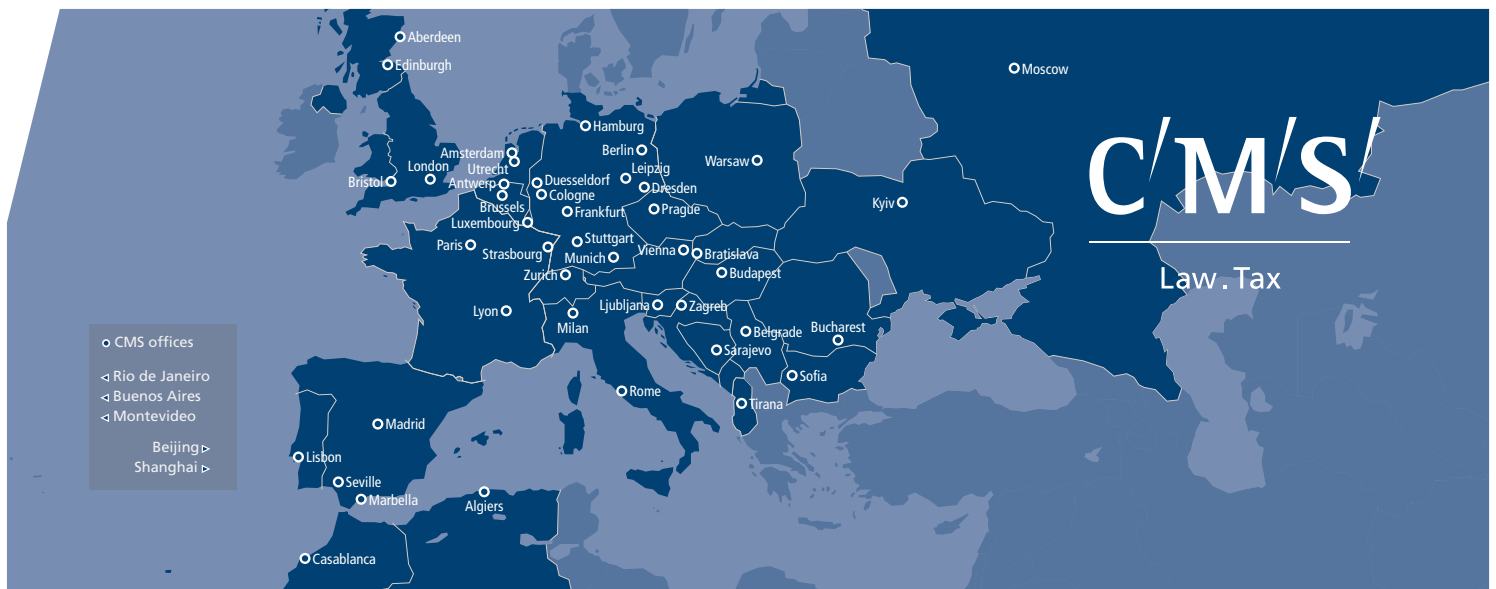 Aberdeen
Edinburgh
Moscow
C'M'S'
Hamburg
Amsterdam
Berlin
Utrecht
London
Leipzig
Warsaw
Bristol
Antwerp
Duesseldorf
Dresden
Cologne
Brussels
Frankfurt
Prague
Kyiv
Luxembourg
Paris
Strasbourg
Stuttgart
Munich
Vienna
Bratislava
Zurich
Budapest
Law.Tax
Lyon
Milan
Ljubljana
Zagreb
Belgrade
Bucharest
Sarajevo
CMS offices
Rio de Janeiro
Buenos Aires
Montevideo
Beijing
Shanghai
Sofia
Rome
Tirana
Madrid
Lisbon
Seville
Marbella
Algiers
Casablanca